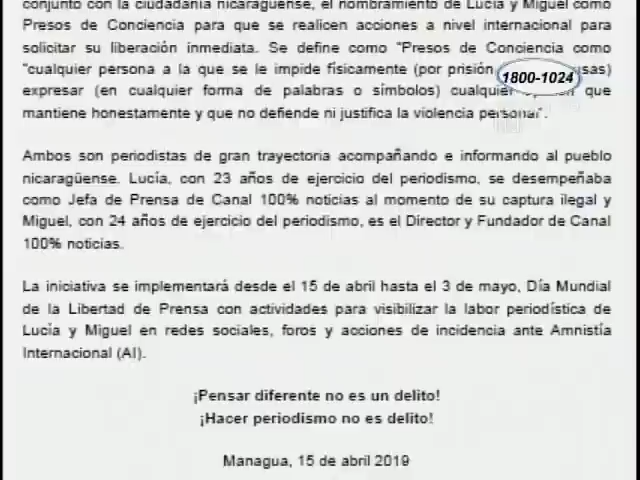 conjunto con la ciudadanía nicaragüense, el nombramiento de Lucía y Miguel como
Presos de Conciencia para que se realicen acciones a nivel internacional para
solicitar su liberación inmediata. Se define como "Presos de Conciencia como
"cualquier persona a la que se le impide físicamente (por prisión
1800-1024
expresar (en cualquier forma de palabras o símbolos) cualquier que
mantiene honestamente y que no defiende ni justifica la violencia personal".
Ambos son periodistas de gran trayectoria acompañando e informando al pueblo
nicaragüense. Lucía, con 23 años de ejercicio del periodismo, se desempeñaba
como Jefa de Prensa de Canal 100% noticias al momento de su captura ilegal y
Miguel, con 24 años de ejercicio del periodismo, es el Director y Fundador de Canal
100% noticias.
La iniciativa se implementará desde el 15 de abril hasta el 3 de mayo, Día Mundial
de la Libertad de Prensa con actividades para visibilizar la labor periodística de
Lucía y Miguel en redes sociales, foros y acciones de incidencia ante Amnistía
Internacional (AI).
¡Pensar diferente no es un delito!
¡Hacer periodismo no es delito!
Managua, 15 de abril 2019